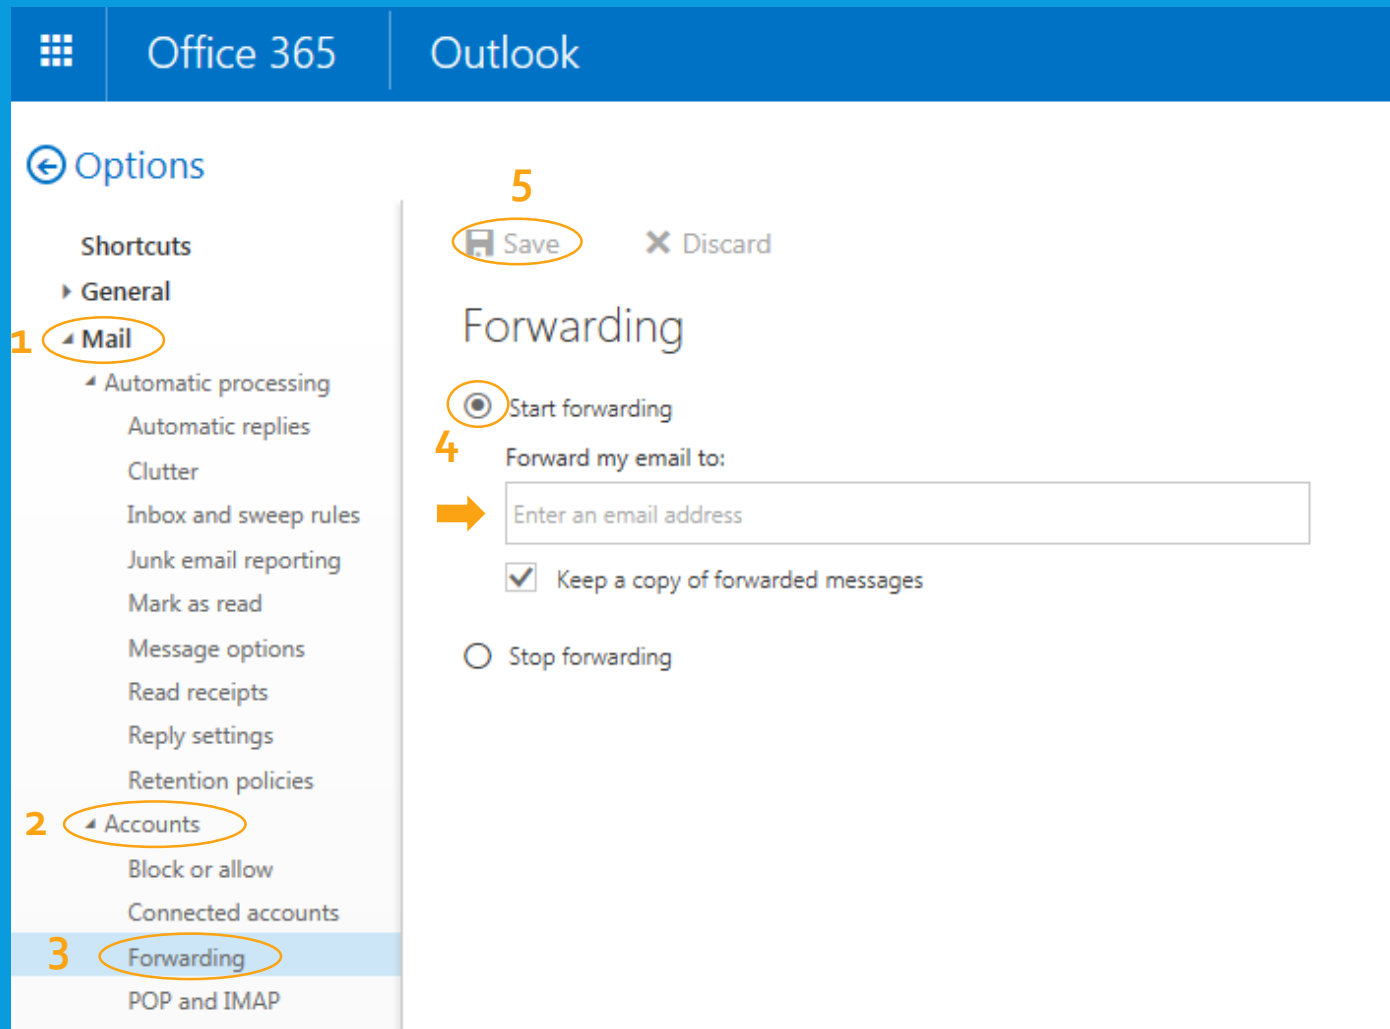 Office 365 Outlook
Options
Shortcuts
General
1 Mail
Automatic processing
Automatic replies
Clutter
Inbox and sweep rules
Junk email reporting
Mark as read
Message options
Read receipts
Reply settings
Retention policies
2 Accounts
Block or allow
Connected accounts
3 Forwarding
POP and IMAP
5
Save Discard
Forwarding
Start forwarding
4
Forward my email to:
Enter an email address
Keep a copy of forwarded messages
Stop forwarding